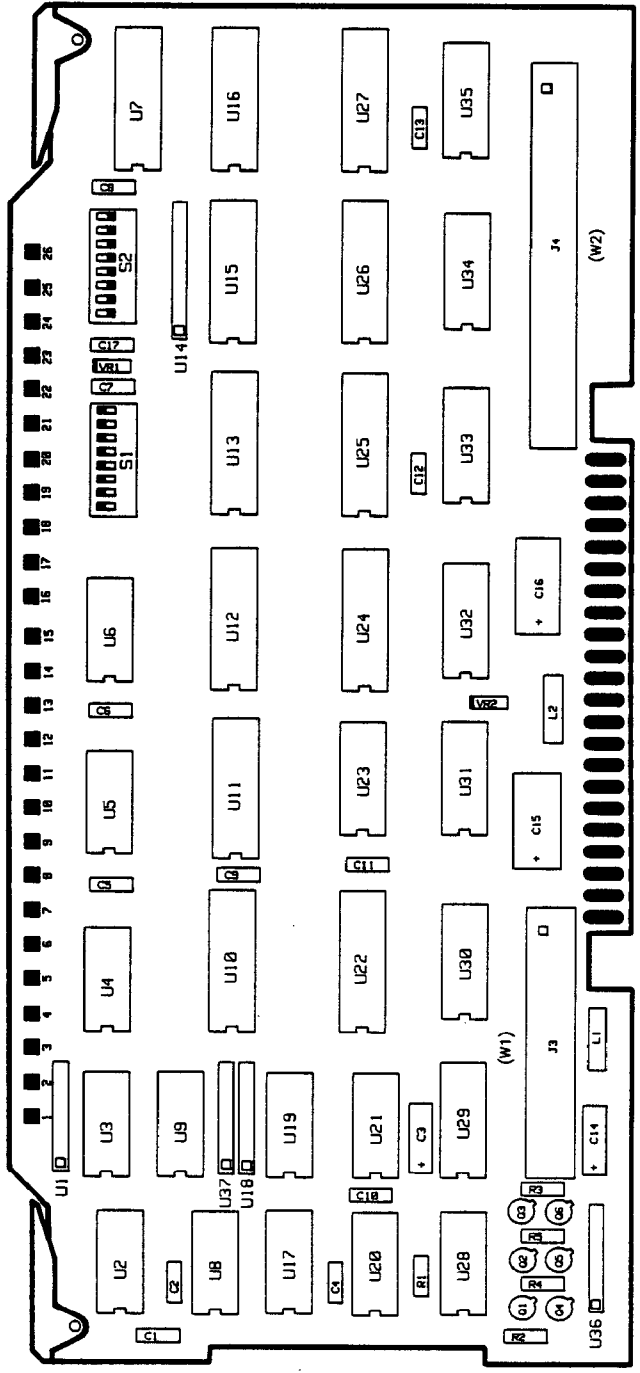 U7
U16
U27
C13
U35
C8
S2
U14
U15
U26
U34
J4
(W2)
C17
VR1
C7
S1
U13
U25
C12
U33
26
25
24
23
22
21
20
19
18
17
16
15
14
13
12
11
10
9
8
7
6
5
4
3
2
1
U6
U12
U24
U32
C16
+
C6
VR2
L2
U5
U11
U23
U31
C15
+
C9
C11
U4
U10
U22
U30
(W1)
J3
L1
U1
U3
U9
U37
U18
U19
U21
C3
+
U29
C14
+
C10
R3
Q3
Q6
R5
Q2
Q5
R4
Q1
Q4
R2
U36
U2
C2
U8
U17
C4
U20
R1
U28
C1